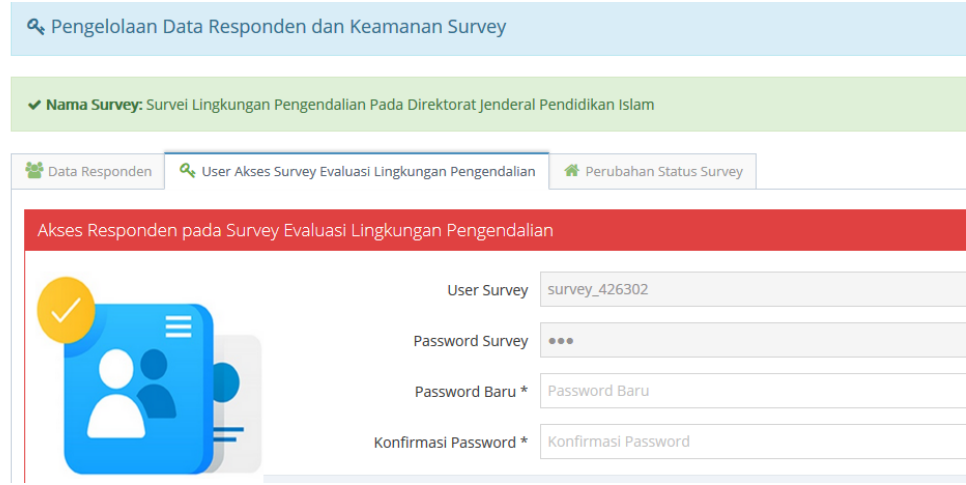 Pengelolaan Data Responden dan Keamanan Survey
Nama Survey: Survei Lingkungan Pengendalian Pada Direktorat Jenderal Pendidikan Islam
Data Responden
User Akses Survey Evaluasi Lingkungan Pengendalian
Perubahan Status Survey
Akses Responden pada Survey Evaluasi Lingkungan Pengendalian
User Survey
survey_426302
Password Survey
•••
Password Baru *
Password Baru
Konfirmasi Password *
Konfirmasi Password